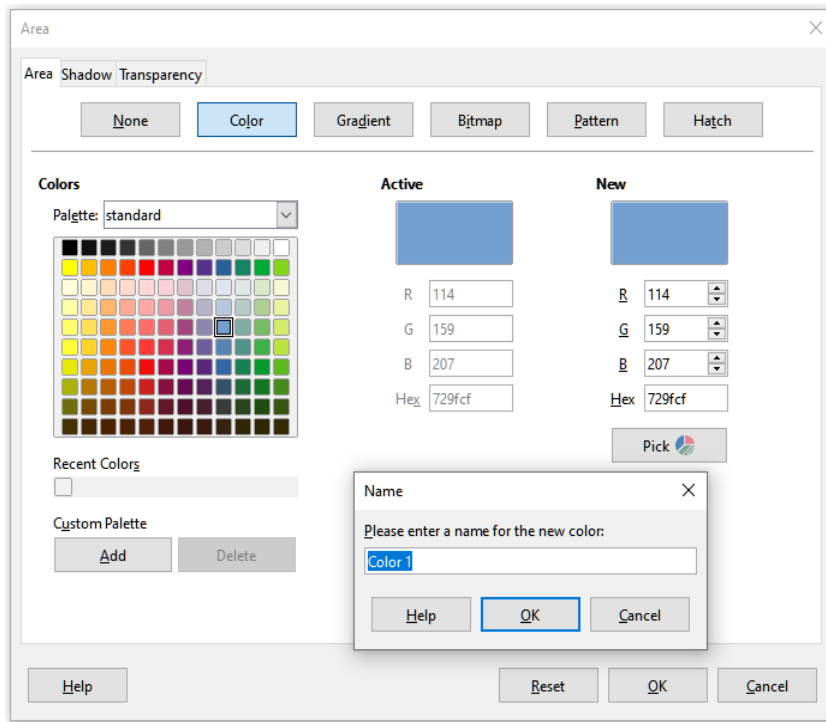 Area
Area Shadow Transparency
None Color Gradient Bitmap Pattern Hatch
Colors Active New
Palette: standard
R 114 R 114
G 159 G 159
B 207 B 207
Hex 729fcf Hex 729fcf
Pick
Recent Colors
Custom Palette
Add Delete
Name
Please enter a name for the new color:
Color 1
Help OK Cancel
Help Reset OK Cancel